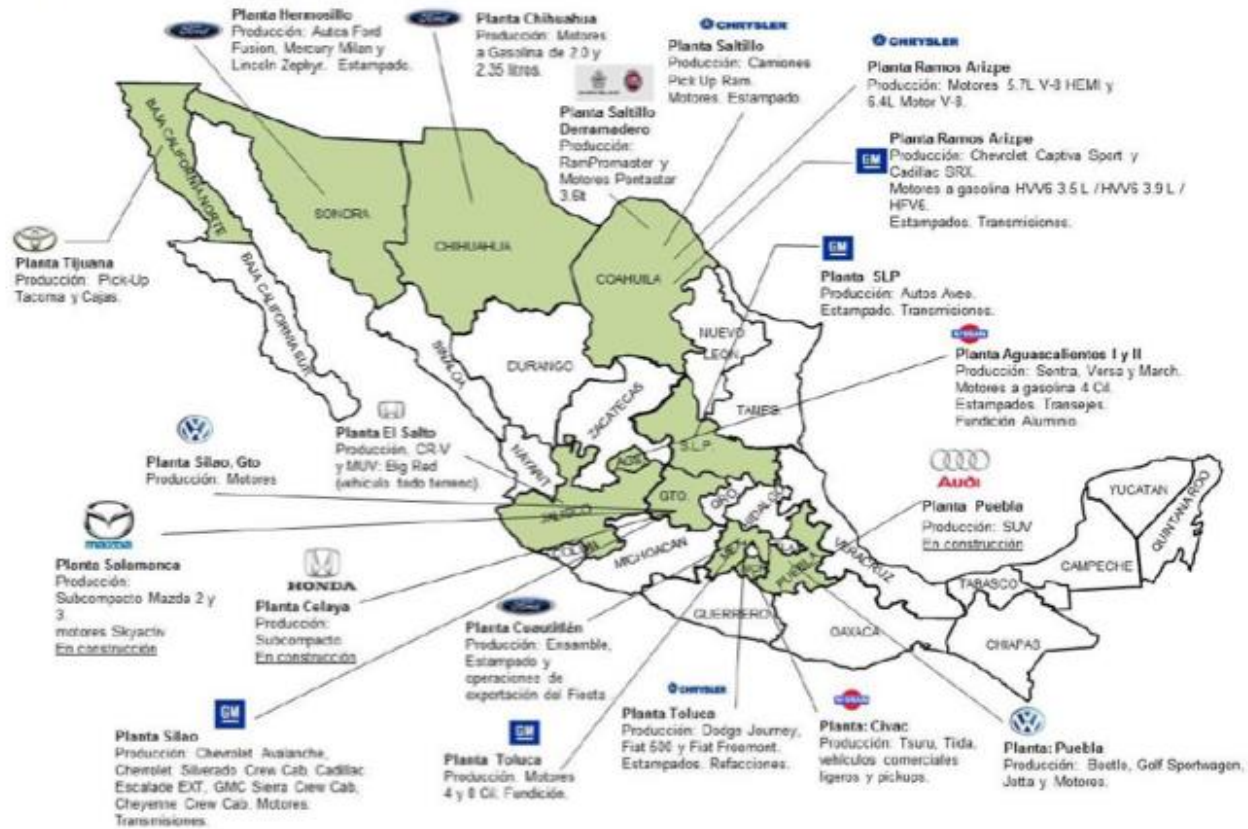 Ford
Planta Hermosillo
Producción: Autos Ford
Fusion, Mercury Milan y
Lincoln Zephyr. Estampado.
Ford
Planta Chihuahua
Producción: Motores
a Gasolina de 2.0 y
2.35 litros.
CHRYSLER
Planta Saltillo
Producción: Camiones
Pick Up Ram.
Motores. Estampado.
CHRYSLER
Planta Ramos Arizpe
Producción: Motores 5.7L V-8 HEMI y
6.4L Motor V-8.
Planta Saltillo
Derramadero
Producción:
RamPromaster y
Motores Pentastar
3.6lt
GM
Planta Ramos Arizpe
Producción: Chevrolet Captiva Sport y
Cadillac SRX.
Motores a gasolina HVV6 3.5 L / HVV6 3.9 L /
HFV6.
Estampados. Transmisiones.
Planta Tijuana
Producción: Pick-Up
Tacoma y Cajas.
GM
Planta SLP
Producción: Autos Aveo.
Estampado. Transmisiones.
NISSAN
Planta Aguascalientes I y II
Producción: Sentra, Versa y March.
Motores a gasolina 4 Cil.
Estampados. Transejes.
Fundición Aluminio.
BAJA CALIFORNIA NORTE
BAJA CALIFORNIA SUR
SONORA
CHIHUAHUA
COAHUILA
NUEVO
LEON
TAMPS
DURANGO
SINALOA
ZACATECAS
NAYARIT
AGS
S.L.P.
GTO.
QRO.
HIDALGO
JALISCO
COLIMA
MICHOACAN
MEX
PUEBLA
VERACRUZ
GUERRERO
OAXACA
TABASCO
CHIAPAS
CAMPECHE
YUCATAN
QUINTANA ROO
Planta Silao, Gto
Producción: Motores
Planta El Salto
Producción, CR-V
y MUV: Big Red
(vehículo todo terreno).
Audi
Planta Puebla
Producción: SUV
En construcción
mazda
Planta Salamanca
Producción:
Subcompacto Mazda 2 y
3.
motores Skyactiv
En construcción
HONDA
Planta Celaya
Producción:
Subcompacto
En construcción
Ford
Planta Cuautitlán
Producción: Ensamble,
Estampado y
operaciones de
exportación del Fiesta
GM
Planta Silao
Producción: Chevrolet Avalanche,
Chevrolet Silverado Crew Cab, Cadillac
Escalade EXT, GMC Sierra Crew Cab,
Cheyenne Crew Cab. Motores.
Transmisiones.
GM
Planta Toluca
Producción: Motores
4 y 8 Cil. Fundición.
CHRYSLER
Planta Toluca
Producción: Dodge Journey,
Fiat 500 y Fiat Freemont.
Estampados. Refacciones.
NISSAN
Planta: Civac
Producción: Tsuru, Tiida,
vehículos comerciales
ligeros y pickups.
Planta: Puebla
Producción: Beetle, Golf Sportwagen,
Jetta y Motores.